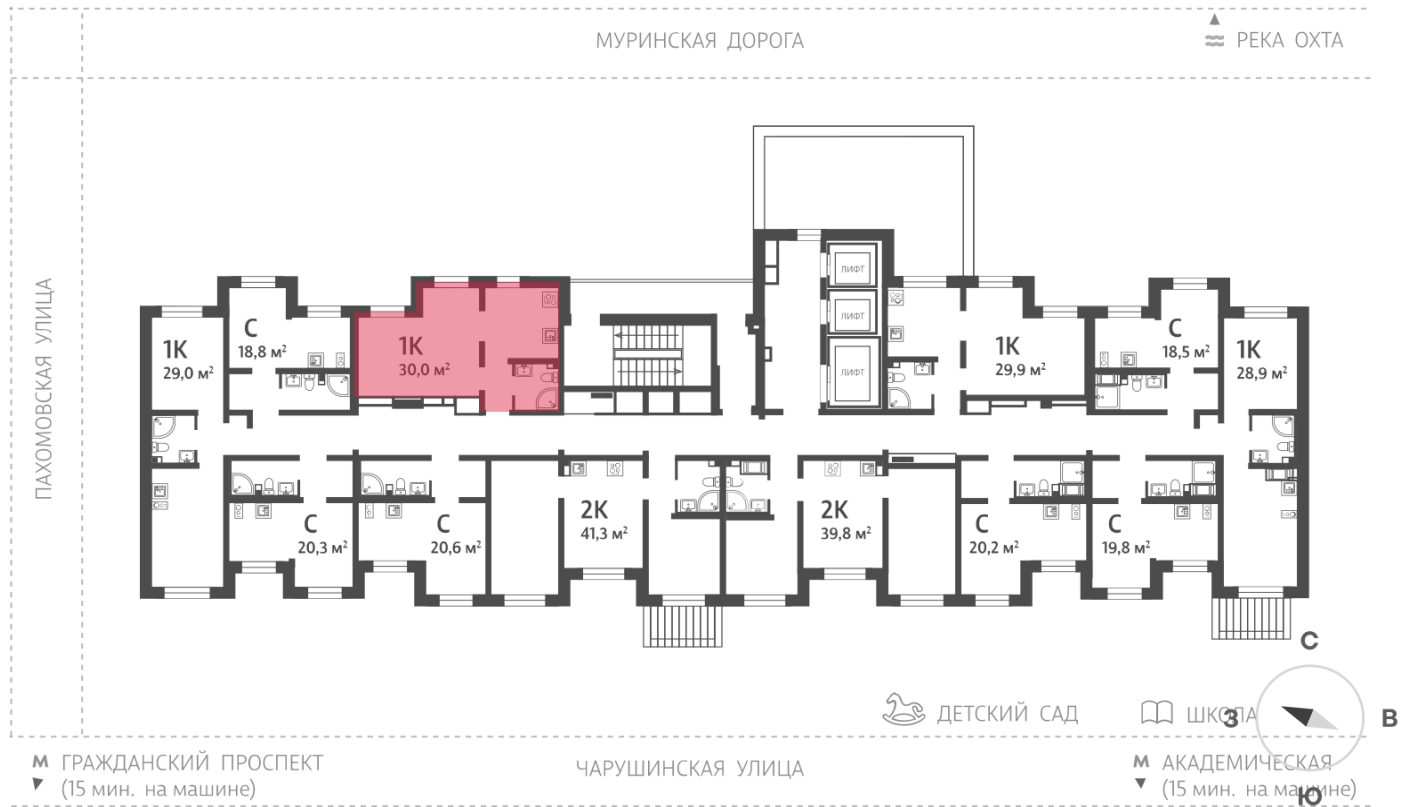 МУРИНСКАЯ ДОРОГА
РЕКА ОХТА
ПАХОМОВСКАЯ УЛИЦА
ЛИФТ
ЛИФТ
ЛИФТ
1К
29,0 м²
С
18,8 м²
1К
30,0 м²
1К
29,9 м²
С
18,5 м²
1К
28,9 м²
С
20,3 м²
С
20,6 м²
2К
41,3 м²
2К
39,8 м²
С
20,2 м²
С
19,8 м²
С
З
В
Ю
ДЕТСКИЙ САД
ШКОЛА
М ГРАЖДАНСКИЙ ПРОСПЕКТ
(15 мин. на машине)
ЧАРУШИНСКАЯ УЛИЦА
М АКАДЕМИЧЕСКАЯ
(15 мин. на машине)